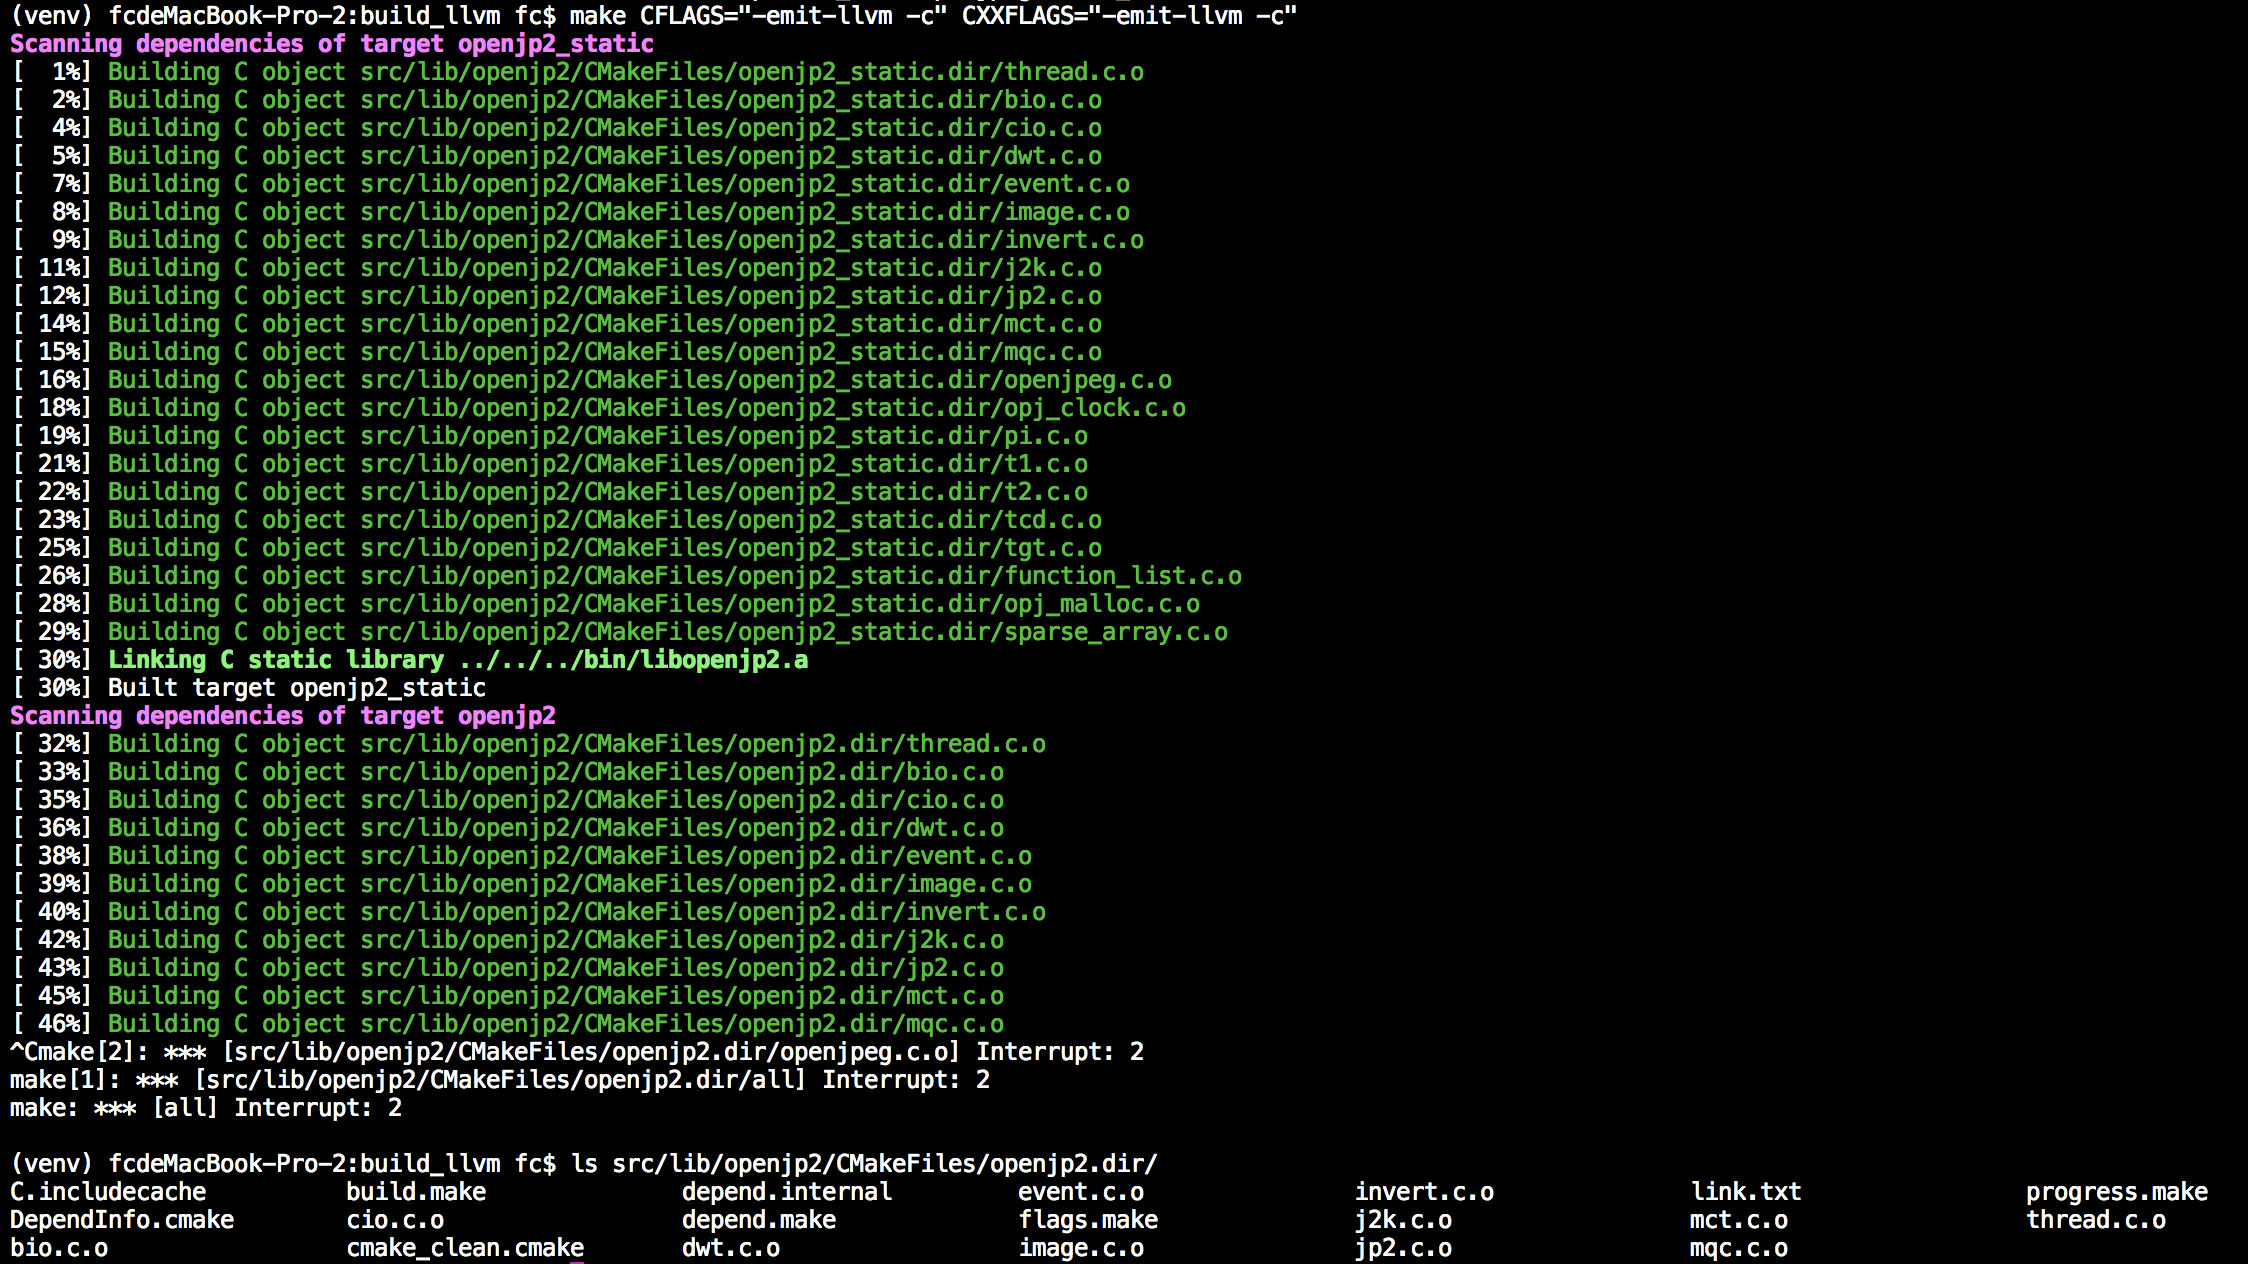 (venv) fcdeMacBook-Pro-2:build_llvm fc$ make CFLAGS="-emit-llvm -c" CXXFLAGS="-emit-llvm -c"
Scanning dependencies of target openjp2_static
[  1%] Building C object src/lib/openjp2/CMakeFiles/openjp2_static.dir/thread.c.o
[  2%] Building C object src/lib/openjp2/CMakeFiles/openjp2_static.dir/bio.c.o
[  4%] Building C object src/lib/openjp2/CMakeFiles/openjp2_static.dir/cio.c.o
[  5%] Building C object src/lib/openjp2/CMakeFiles/openjp2_static.dir/dwt.c.o
[  7%] Building C object src/lib/openjp2/CMakeFiles/openjp2_static.dir/event.c.o
[  8%] Building C object src/lib/openjp2/CMakeFiles/openjp2_static.dir/image.c.o
[  9%] Building C object src/lib/openjp2/CMakeFiles/openjp2_static.dir/invert.c.o
[ 11%] Building C object src/lib/openjp2/CMakeFiles/openjp2_static.dir/j2k.c.o
[ 12%] Building C object src/lib/openjp2/CMakeFiles/openjp2_static.dir/jp2.c.o
[ 14%] Building C object src/lib/openjp2/CMakeFiles/openjp2_static.dir/mct.c.o
[ 15%] Building C object src/lib/openjp2/CMakeFiles/openjp2_static.dir/mqc.c.o
[ 16%] Building C object src/lib/openjp2/CMakeFiles/openjp2_static.dir/openjpeg.c.o
[ 18%] Building C object src/lib/openjp2/CMakeFiles/openjp2_static.dir/opj_clock.c.o
[ 19%] Building C object src/lib/openjp2/CMakeFiles/openjp2_static.dir/pi.c.o
[ 21%] Building C object src/lib/openjp2/CMakeFiles/openjp2_static.dir/t1.c.o
[ 22%] Building C object src/lib/openjp2/CMakeFiles/openjp2_static.dir/t2.c.o
[ 23%] Building C object src/lib/openjp2/CMakeFiles/openjp2_static.dir/tcd.c.o
[ 25%] Building C object src/lib/openjp2/CMakeFiles/openjp2_static.dir/tgt.c.o
[ 26%] Building C object src/lib/openjp2/CMakeFiles/openjp2_static.dir/function_list.c.o
[ 28%] Building C object src/lib/openjp2/CMakeFiles/openjp2_static.dir/opj_malloc.c.o
[ 29%] Building C object src/lib/openjp2/CMakeFiles/openjp2_static.dir/sparse_array.c.o
[ 30%] Linking C static library ../../../bin/libopenjp2.a
[ 30%] Built target openjp2_static
Scanning dependencies of target openjp2
[ 32%] Building C object src/lib/openjp2/CMakeFiles/openjp2.dir/thread.c.o
[ 33%] Building C object src/lib/openjp2/CMakeFiles/openjp2.dir/bio.c.o
[ 35%] Building C object src/lib/openjp2/CMakeFiles/openjp2.dir/cio.c.o
[ 36%] Building C object src/lib/openjp2/CMakeFiles/openjp2.dir/dwt.c.o
[ 38%] Building C object src/lib/openjp2/CMakeFiles/openjp2.dir/event.c.o
[ 39%] Building C object src/lib/openjp2/CMakeFiles/openjp2.dir/image.c.o
[ 40%] Building C object src/lib/openjp2/CMakeFiles/openjp2.dir/invert.c.o
[ 42%] Building C object src/lib/openjp2/CMakeFiles/openjp2.dir/j2k.c.o
[ 43%] Building C object src/lib/openjp2/CMakeFiles/openjp2.dir/jp2.c.o
[ 45%] Building C object src/lib/openjp2/CMakeFiles/openjp2.dir/mct.c.o
[ 46%] Building C object src/lib/openjp2/CMakeFiles/openjp2.dir/mqc.c.o
^Cmake[2]: *** [src/lib/openjp2/CMakeFiles/openjp2.dir/openjpeg.c.o] Interrupt: 2
make[1]: *** [src/lib/openjp2/CMakeFiles/openjp2.dir/all] Interrupt: 2
make: *** [all] Interrupt: 2

(venv) fcdeMacBook-Pro-2:build_llvm fc$ ls src/lib/openjp2/CMakeFiles/openjp2.dir/
C.includecache build.make depend.internal event.c.o invert.c.o link.txt progress.make
DependInfo.cmake cio.c.o depend.make flags.make j2k.c.o mct.c.o thread.c.o
bio.c.o cmake_clean.cmake dwt.c.o image.c.o jp2.c.o mqc.c.o